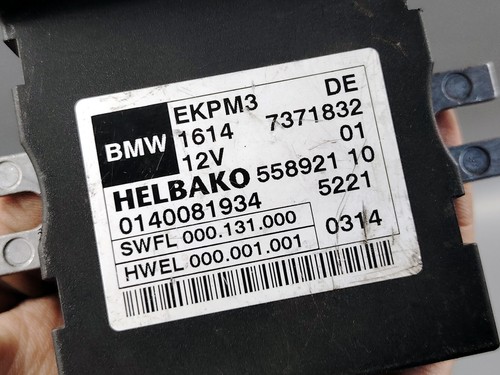 EKPM3 DE
BMW
1614 7371832
12V 01
HELBAKO 558921 10
0140081934 5221
SWFL 000.131.000
0314
HWEL 000.001.001